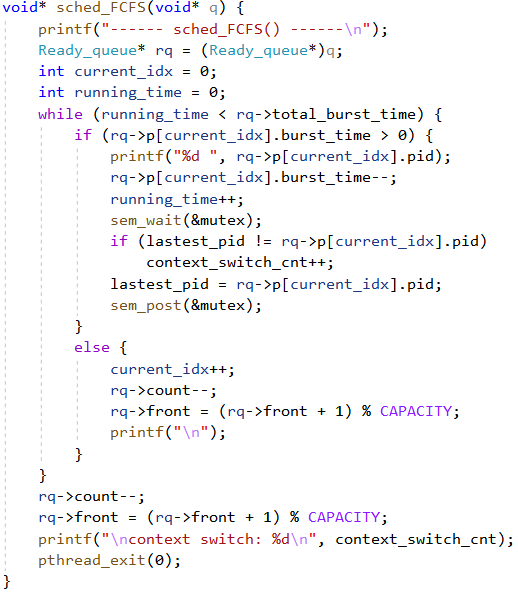 void* sched_FCFS(void* q) {
    printf("------ sched_FCFS() ------\n");
    Ready_queue* rq = (Ready_queue*)q;
    int current_idx = 0;
    int running_time = 0;
    while (running_time < rq->total_burst_time) {
        if (rq->p[current_idx].burst_time > 0) {
            printf("%d ", rq->p[current_idx].pid);
            rq->p[current_idx].burst_time--;
            running_time++;
            sem_wait(&mutex);
            if (lastest_pid != rq->p[current_idx].pid)
                context_switch_cnt++;
            lastest_pid = rq->p[current_idx].pid;
            sem_post(&mutex);
        }
        else {
            current_idx++;
            rq->count--;
            rq->front = (rq->front + 1) % CAPACITY;
            printf("\n");
        }
    }
    rq->count--;
    rq->front = (rq->front + 1) % CAPACITY;
    printf("\ncontext switch: %d\n", context_switch_cnt);
    pthread_exit(0);
}